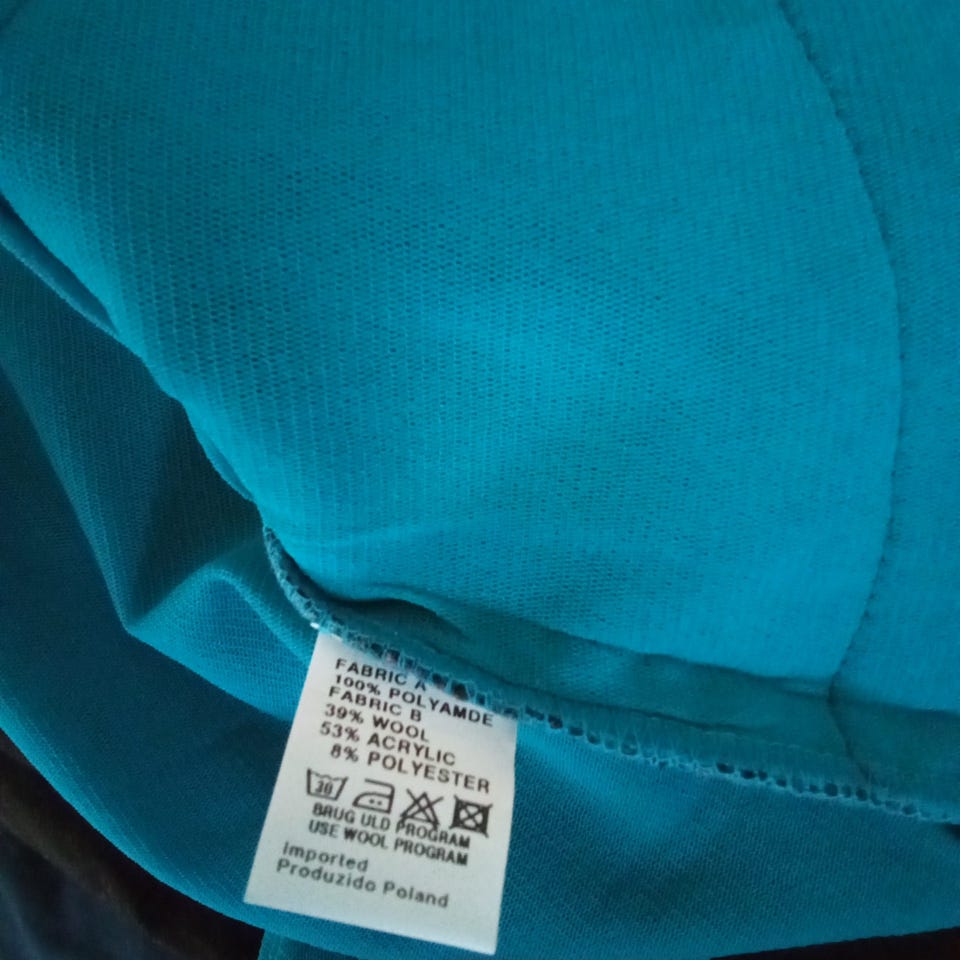 FABRIC A
100% POLYAMDE
FABRIC B
39% WOOL
53% ACRYLIC
8% POLYESTER
30
BRUG ULD PROGRAM
USE WOOL PROGRAM
Imported
Produzido Poland